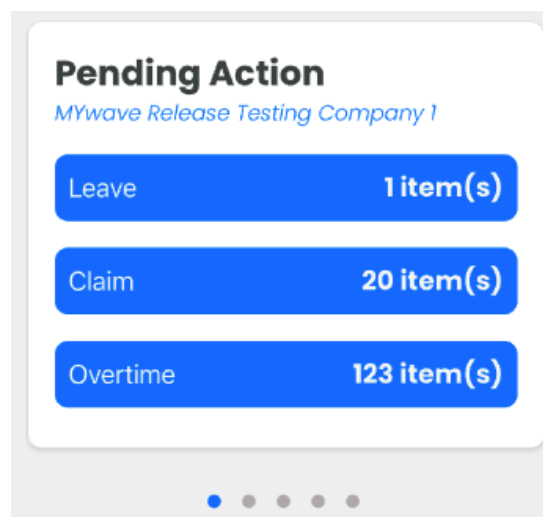 Pending Action
MYwave Release Testing Company 1
Leave 1 item(s)
Claim 20 item(s)
Overtime 123 item(s)